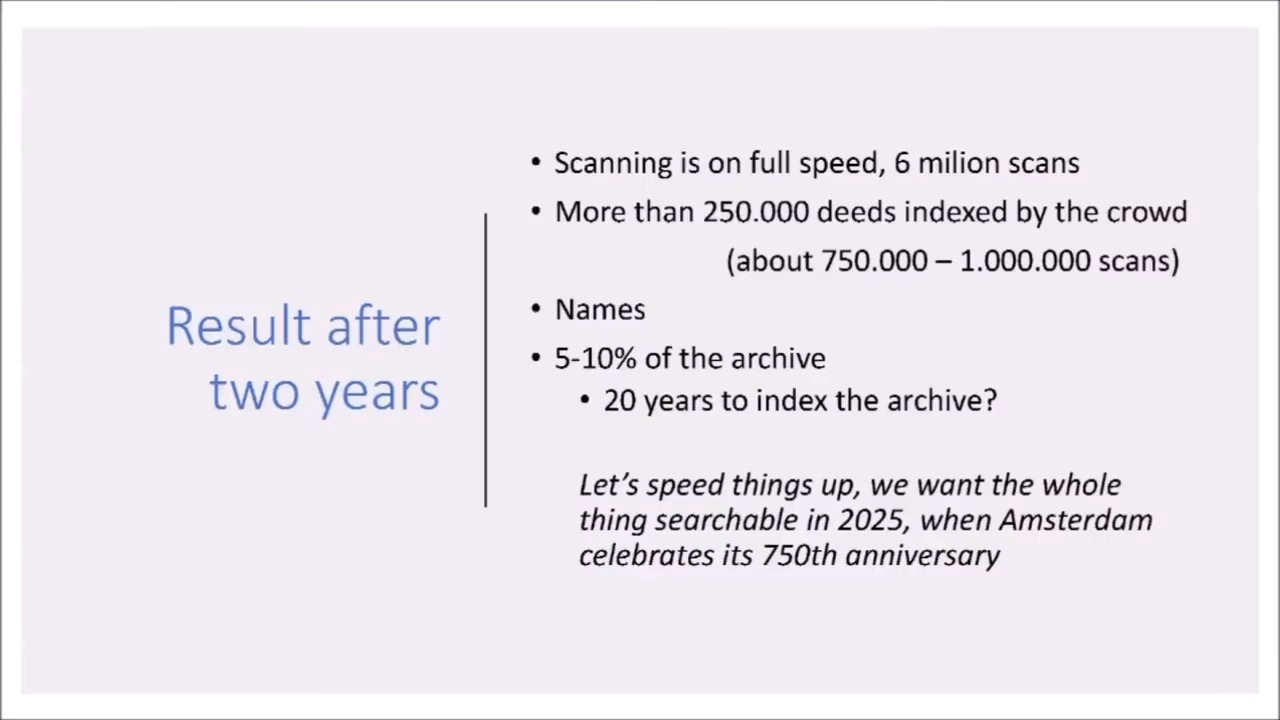 Result after
two years
• Scanning is on full speed, 6 milion scans
• More than 250.000 deeds indexed by the crowd
(about 750.000 – 1.000.000 scans)
• Names
• 5-10% of the archive
• 20 years to index the archive?
Let's speed things up, we want the whole
thing searchable in 2025, when Amsterdam
celebrates its 750th anniversary